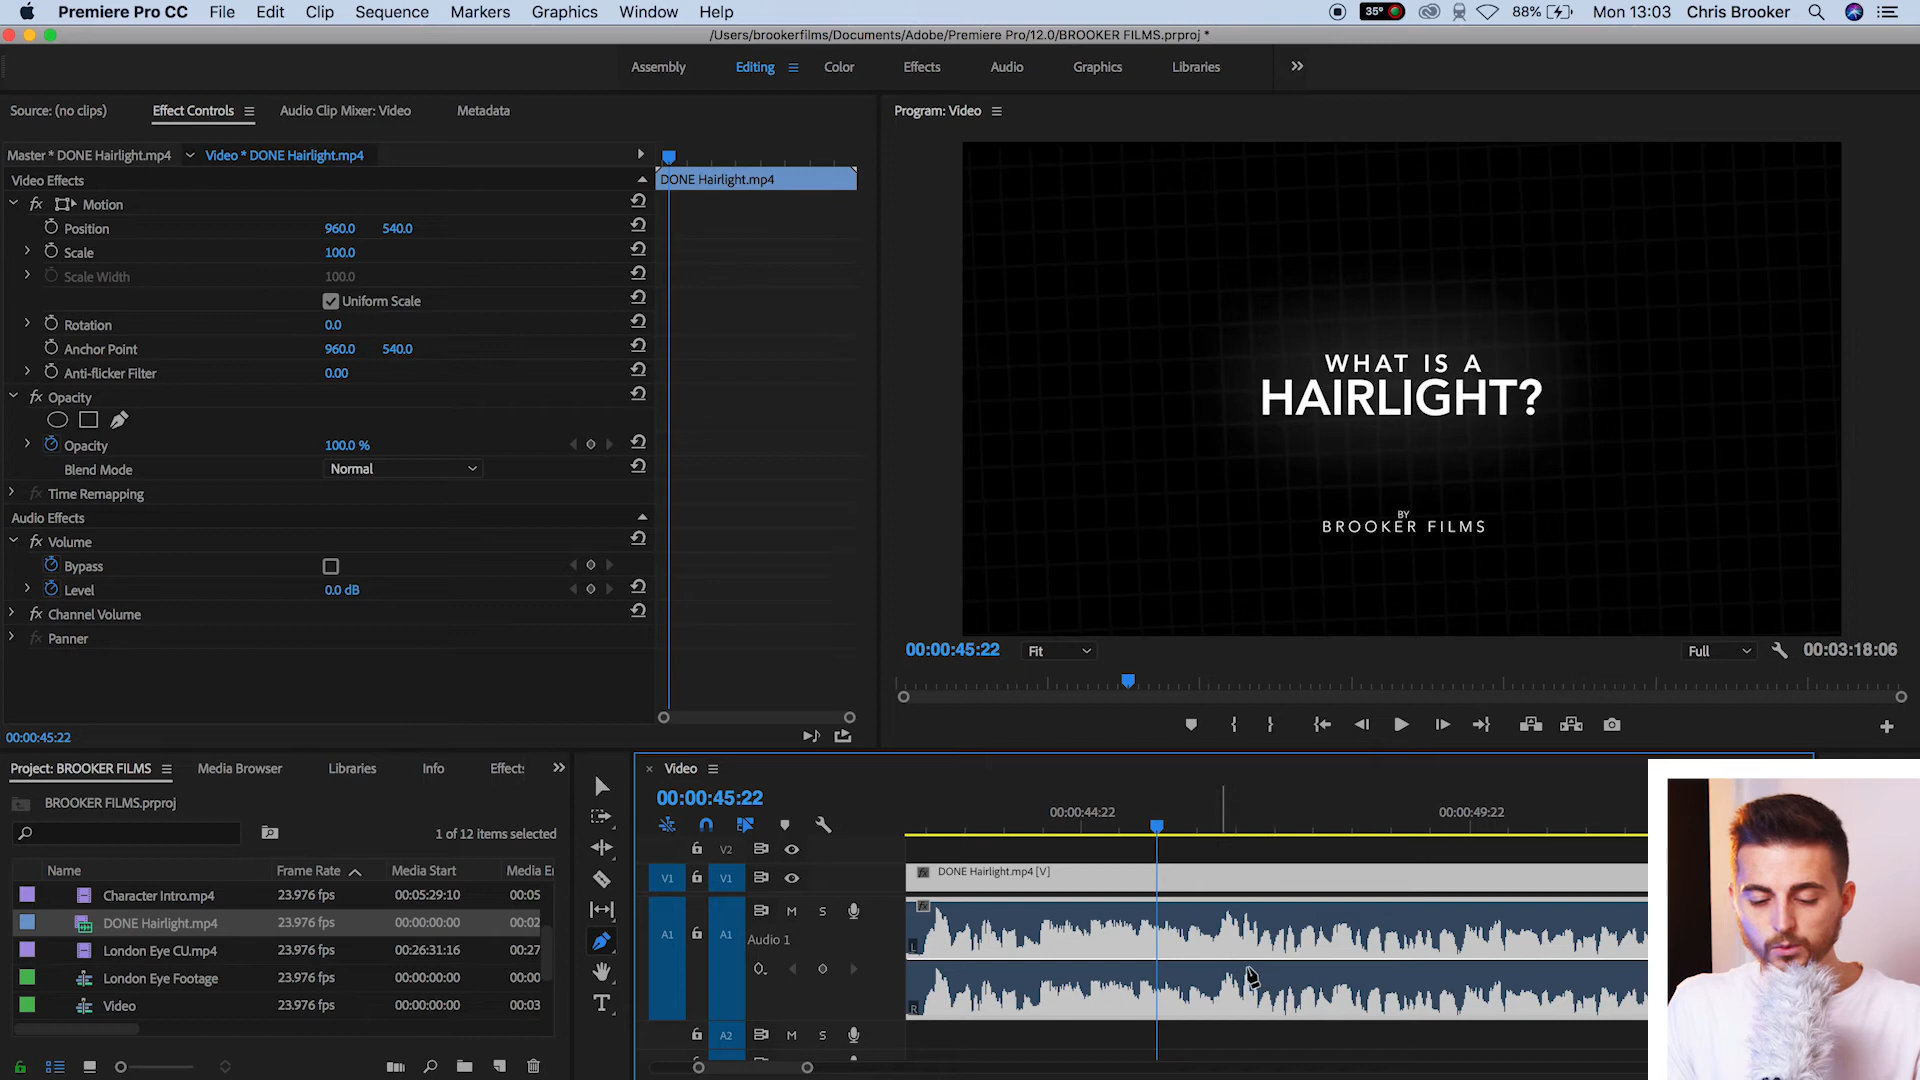 Premiere Pro CC File Edit Clip Sequence Markers Graphics Window Help 35° 88% Mon 13:03 Chris Brooker
/Users/brookerfilms/Documents/Adobe/Premiere Pro/12.0/BROOKER FILMS.prproj *
Assembly Editing Color Effects Audio Graphics Libraries
Source: (no clips) Effect Controls Audio Clip Mixer: Video Metadata
Program: Video
Master * DONE Hairlight.mp4 Video * DONE Hairlight.mp4
Video Effects DONE Hairlight.mp4
fx Motion
Position 960.0 540.0
Scale 100.0
Scale Width 100.0
Uniform Scale
Rotation 0.0
Anchor Point 960.0 540.0
Anti-flicker Filter 0.00
fx Opacity
Opacity 100.0 %
Blend Mode Normal
fx Time Remapping
Audio Effects
fx Volume
Bypass
Level 0.0 dB
fx Channel Volume
fx Panner
00:00:45:22
WHAT IS A
HAIRLIGHT?
BY
BROOKER FILMS
00:00:45:22 Fit Full 00:03:18:06
Project: BROOKER FILMS Media Browser Libraries Info Effects
BROOKER FILMS.prproj
1 of 12 items selected
Name Frame Rate Media Start Media E
Character Intro.mp4 23.976 fps 00:05:29:10 00:05
DONE Hairlight.mp4 23.976 fps 00:00:00:00 00:02
London Eye CU.mp4 23.976 fps 00:26:31:16 00:27
London Eye Footage 23.976 fps 00:00:00:00
Video 23.976 fps 00:00:00:00 00:03
× Video
00:00:45:22 00:00:44:22 00:00:49:22
V2
V1 V1 fx DONE Hairlight.mp4 [V]
A1 A1 M S fx
Audio 1 L
R
A2 M S